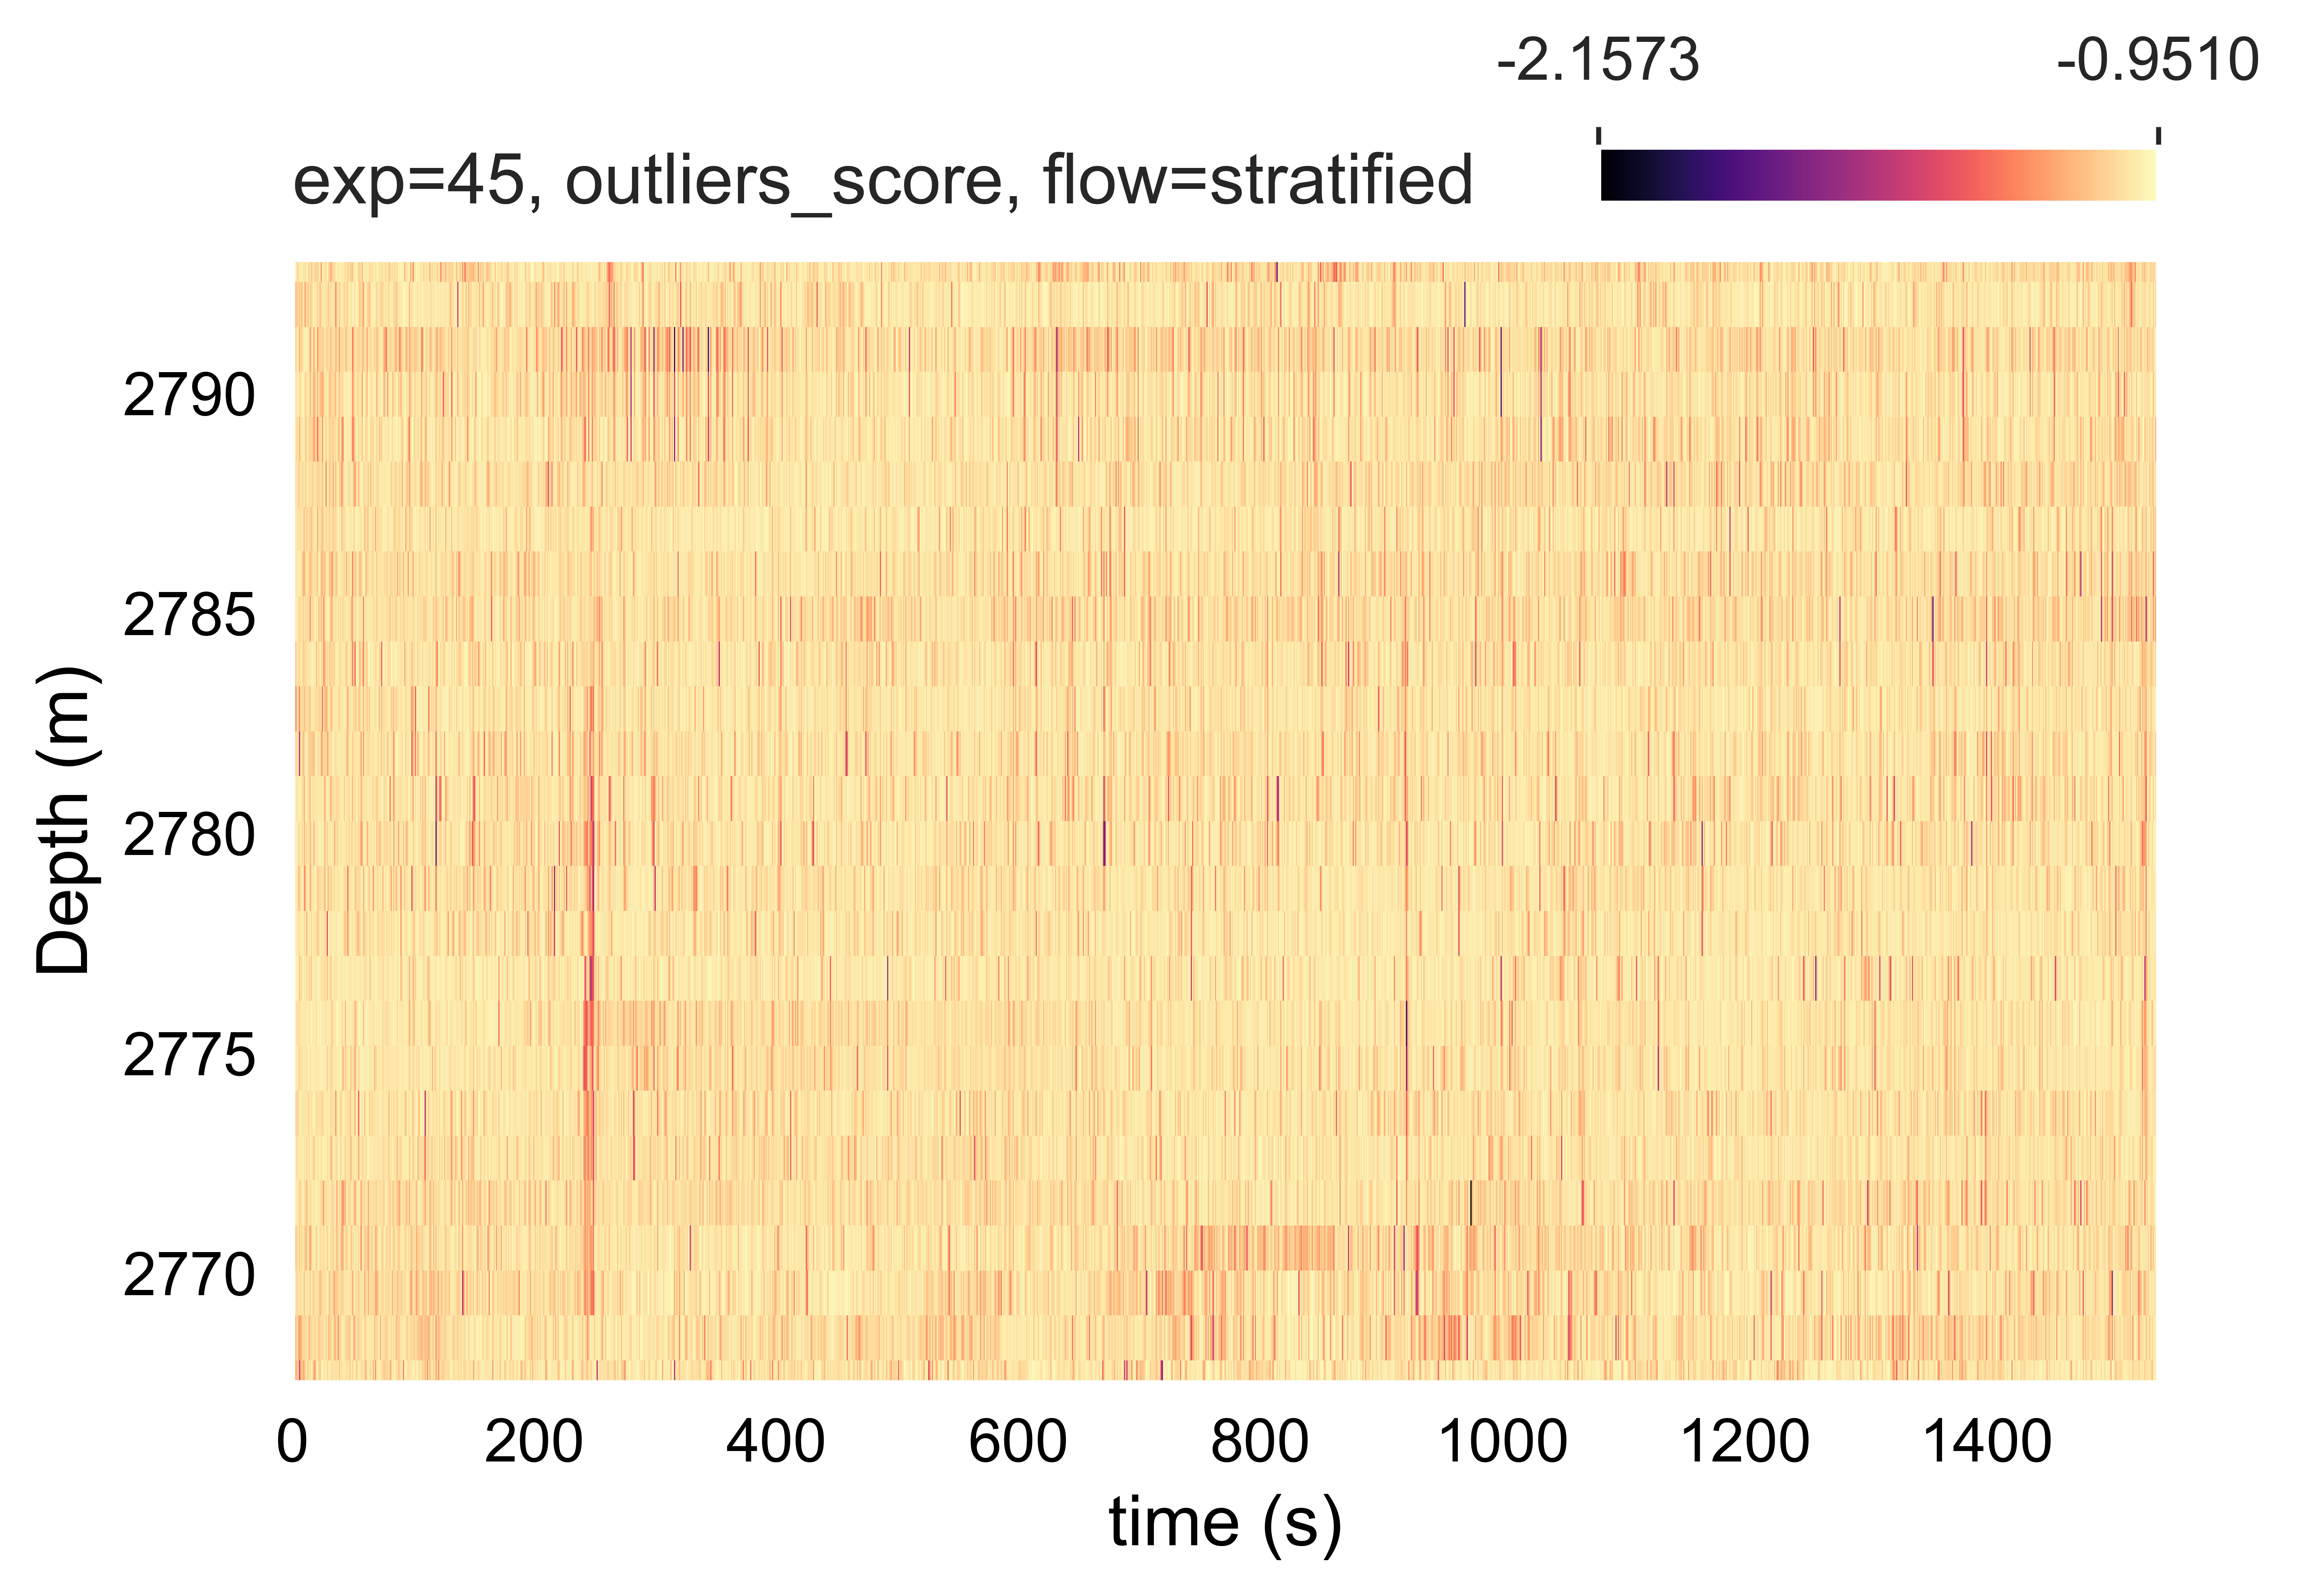 -2.1573 -0.9510
exp=45, outliers_score, flow=stratified
2790
2785
2780
2775
2770
Depth (m)
0 200 400 600 800 1000 1200 1400
time (s)